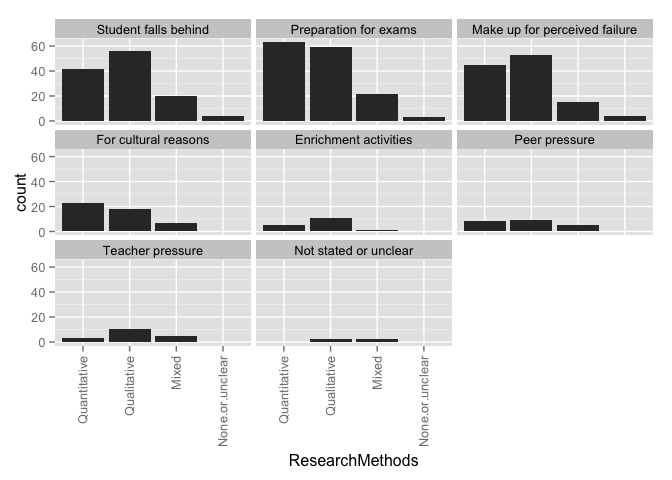 Student falls behind
Preparation for exams
Make up for perceived failure
60
40
20
0
For cultural reasons
Enrichment activities
Peer pressure
60
40
20
0
count
Teacher pressure
Not stated or unclear
60
40
20
0
Quantitative
Qualitative
Mixed
None.or.unclear
Quantitative
Qualitative
Mixed
None.or.unclear
ResearchMethods